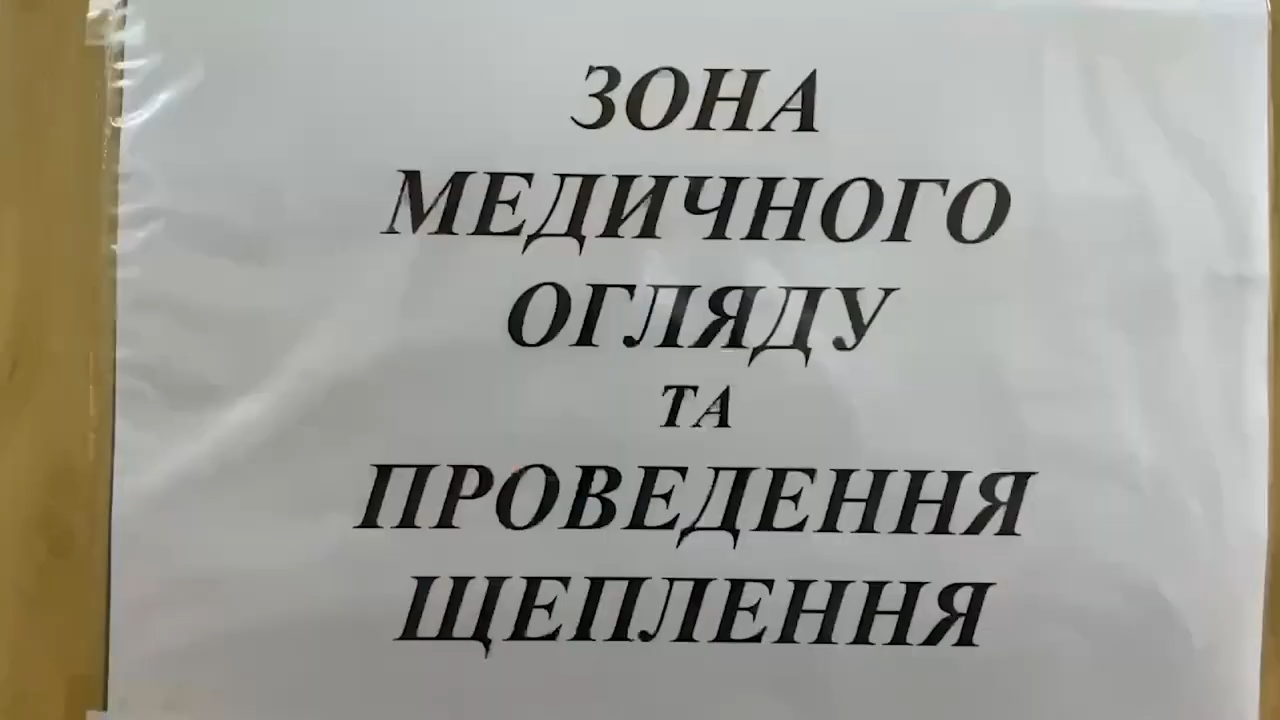 ЗОНА
МЕДИЧНОГО
ОГЛЯДУ
ТА
ПРОВЕДЕННЯ
ЩЕПЛЕННЯ